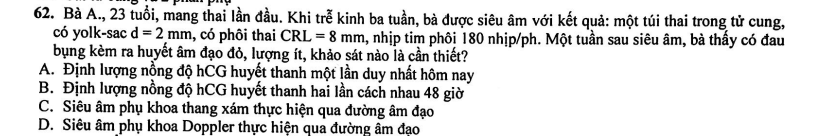 62. Bà A., 23 tuổi, mang thai lần đầu. Khi trễ kinh ba tuần, bà được siêu âm với kết quả: một túi thai trong tử cung,
có yolk-sac d = 2 mm, có phôi thai CRL = 8 mm, nhịp tim phôi 180 nhịp/ph. Một tuần sau siêu âm, bà thấy có đau
bụng kèm ra huyết âm đạo đỏ, lượng ít, khảo sát nào là cần thiết?
A. Định lượng nồng độ hCG huyết thanh một lần duy nhất hôm nay
B. Định lượng nồng độ hCG huyết thanh hai lần cách nhau 48 giờ
C. Siêu âm phụ khoa thang xám thực hiện qua đường âm đạo
D. Siêu âm phụ khoa Doppler thực hiện qua đường âm đạo